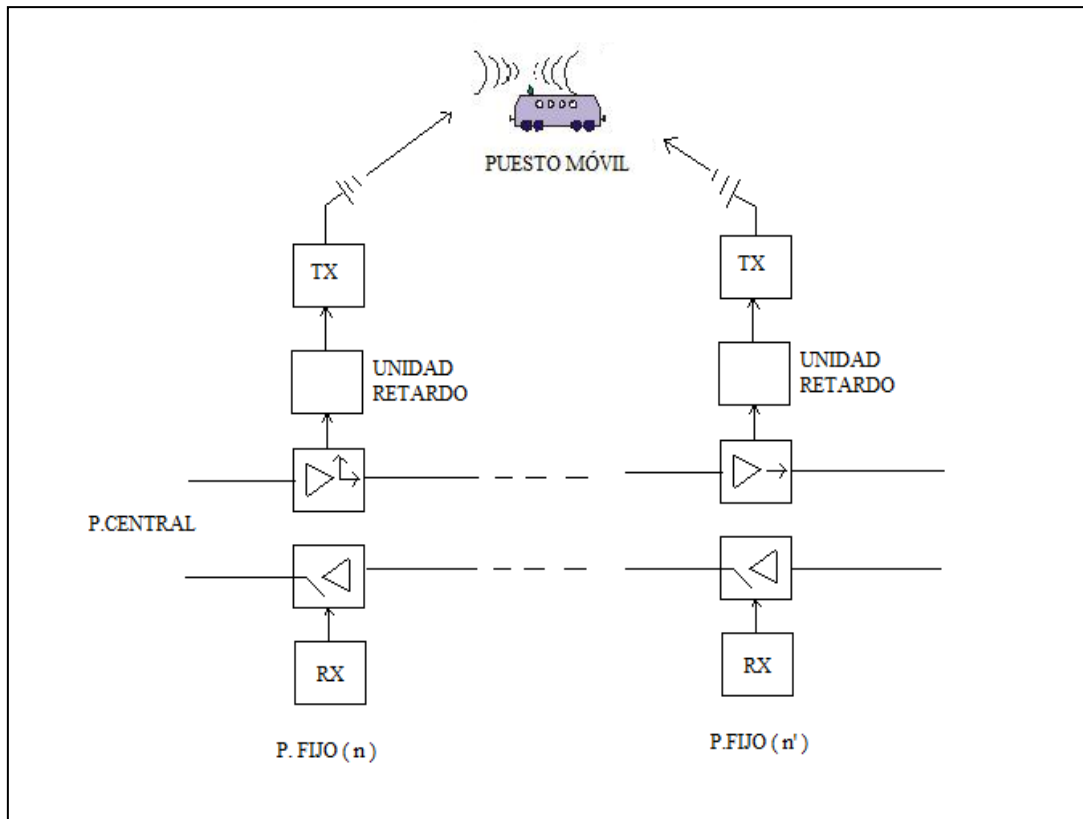 PUESTO MÓVIL
TX
TX
UNIDAD
RETARDO
UNIDAD
RETARDO
P.CENTRAL
RX
RX
P. FIJO ( n )
P.FIJO ( n' )